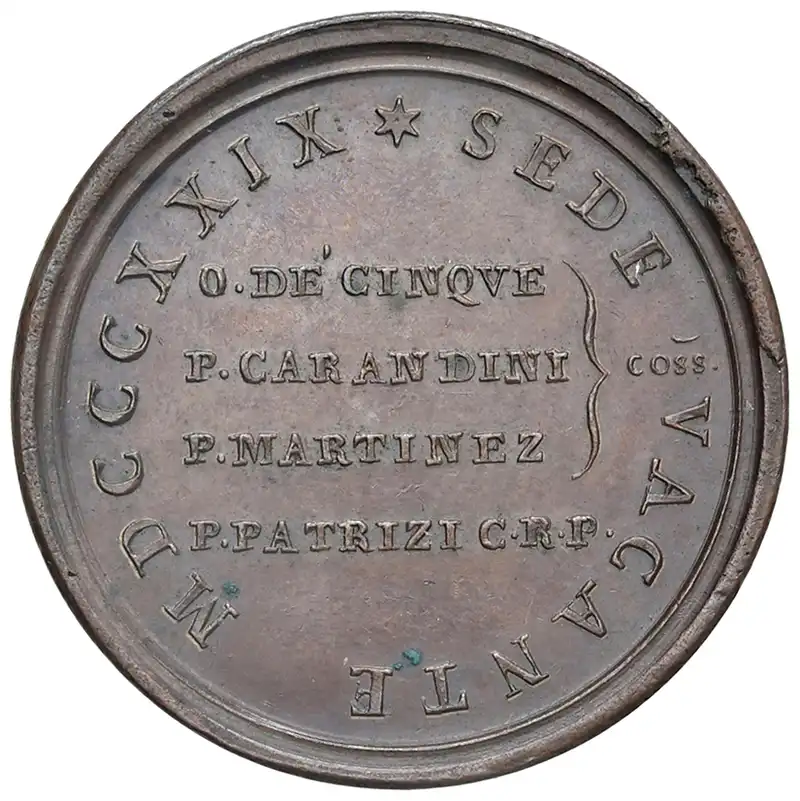 SEDE VACANTE MDCCCXXIX
O. DE' CINQVE
P. CARANDINI
COSS.
P. MARTINEZ
P. PATRIZI C.R.P.